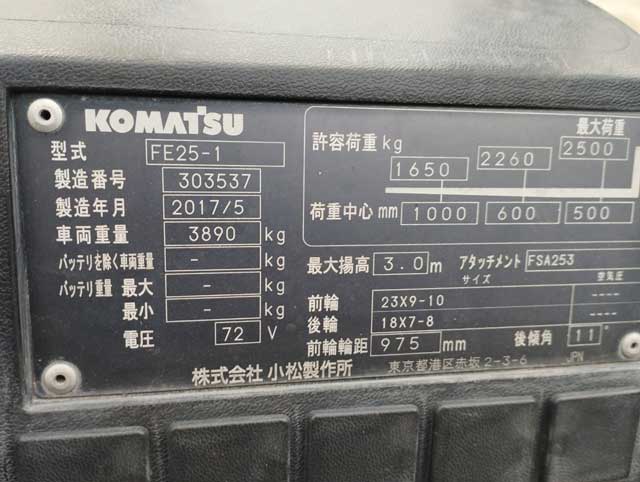 KOMATSU
型式 FE25-1
製造番号 303537
製造年月 2017/5
車両重量 3890 kg
バッテリを除く車両重量 - kg
バッテリ重量 最大 - kg
最小 - kg
電圧 72 V
最大荷重
許容荷重 kg 1650 2260 2500
荷重中心 mm 1000 600 500
最大揚高 3.0 m アタッチメント FSA253
サイズ 空気圧
前輪 23X9-10 ----
後輪 18X7-8 ----
前輪輪距 975 mm 後傾角 11°
株式会社 小松製作所 東京都港区赤坂 2-3-6 JPN